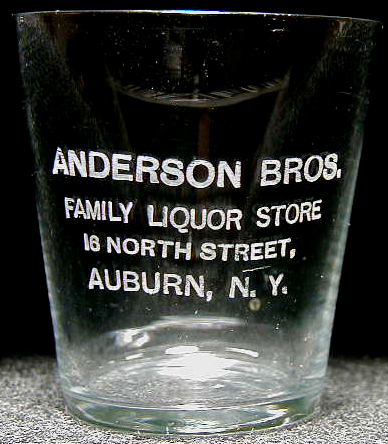 ANDERSON BROS.
FAMILY LIQUOR STORE
16 NORTH STREET,
AUBURN, N. Y.